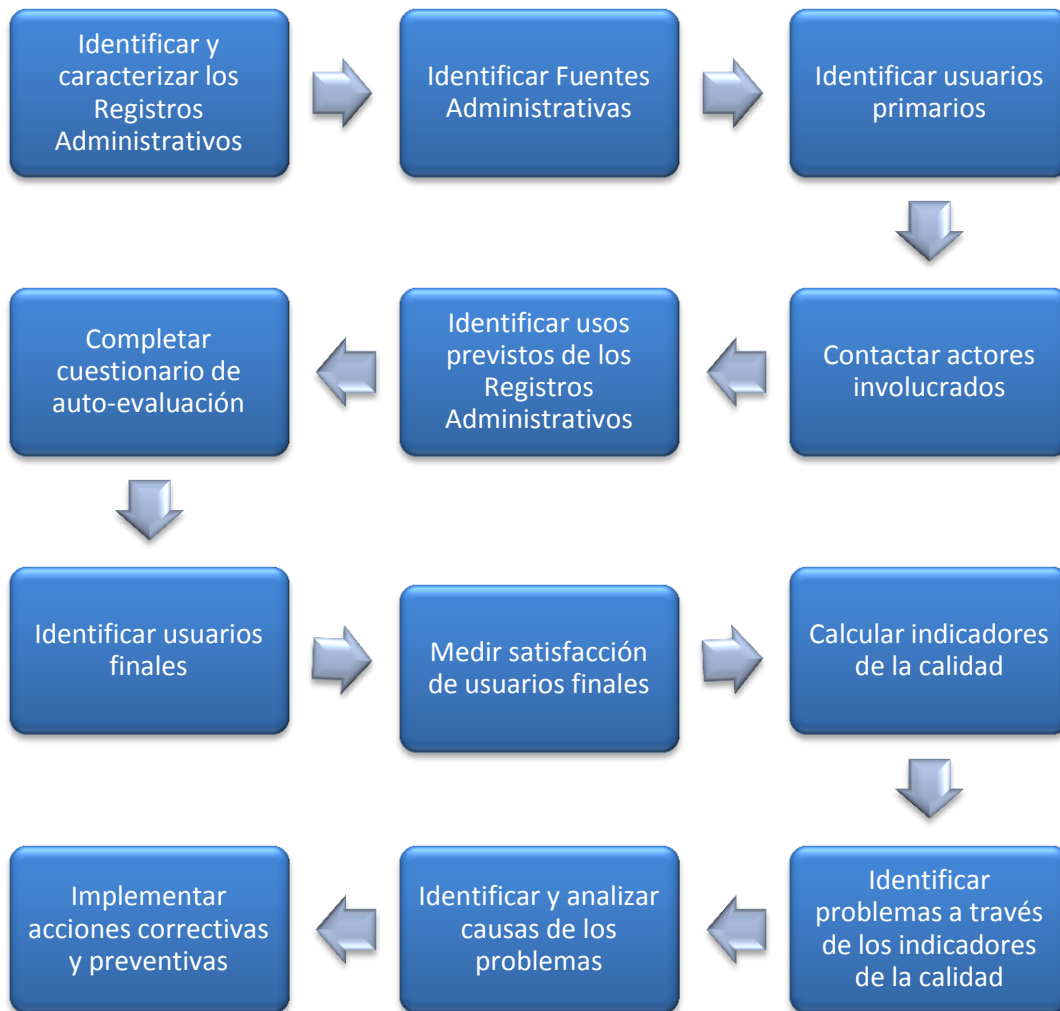 Identificar y
caracterizar los
Registros
Administrativos
Identificar Fuentes
Administrativas
Identificar usuarios
primarios
Contactar actores
involucrados
Identificar usos
previstos de los
Registros
Administrativos
Completar
cuestionario de
auto-evaluación
Identificar usuarios
finales
Medir satisfacción
de usuarios finales
Calcular indicadores
de la calidad
Identificar
problemas a través
de los indicadores
de la calidad
Identificar y analizar
causas de los
problemas
Implementar
acciones correctivas
y preventivas